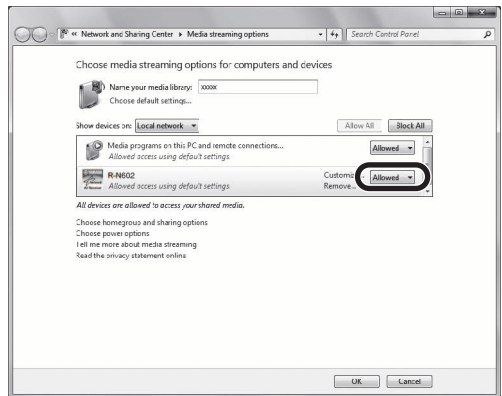 « Network and Sharing Center ▸ Media streaming options
Search Control Panel
Choose media streaming options for computers and devices
Name your media library: xxxxx
Choose default settings...
Show devices on: Local network
Allow All
Block All
Media programs on this PC and remote connections...
Allowed access using default settings.
Allowed
R-N602
Allowed access using default settings.
Remove...
Allowed
All devices are allowed to access your shared media.
Choose homegroup and sharing options
Choose power options
Tell me more about media streaming
Read the privacy statement online
OK
Cancel